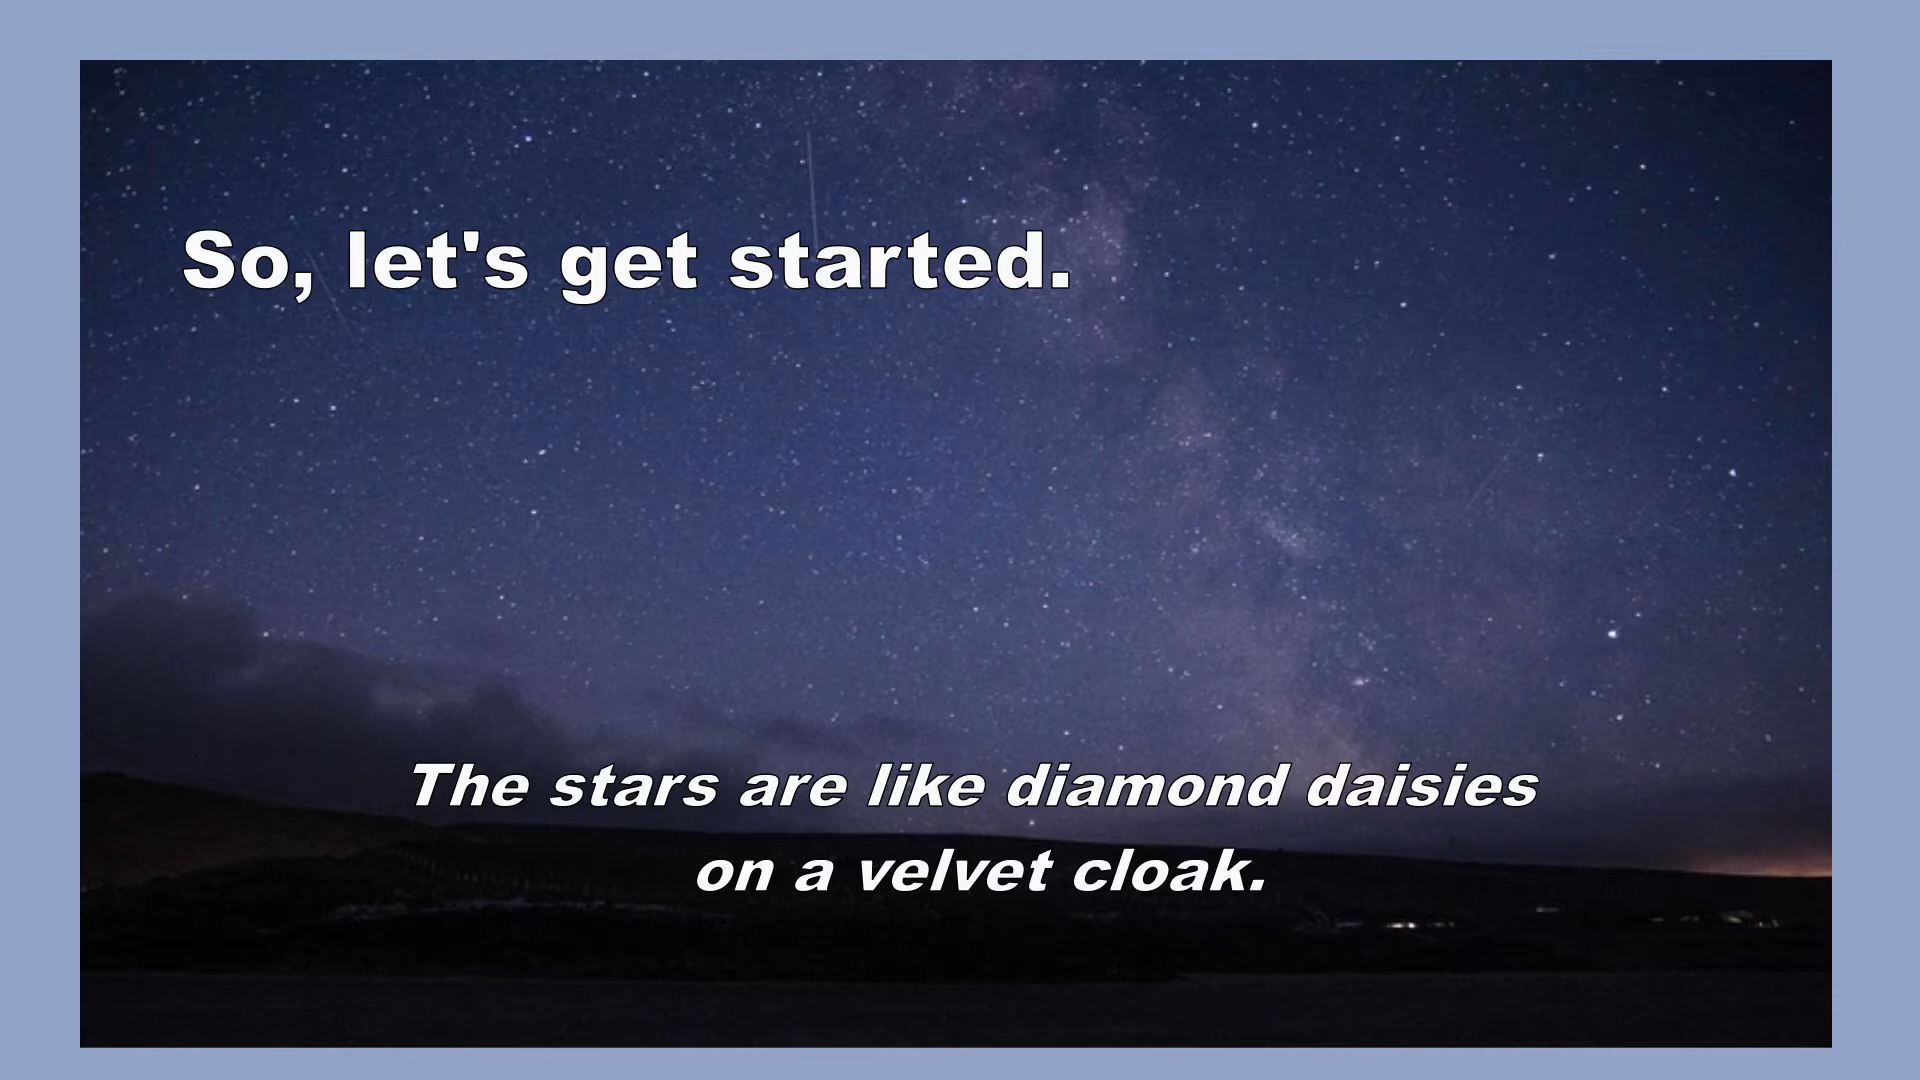 So, let's get started.
The stars are like diamond daisies
on a velvet cloak.